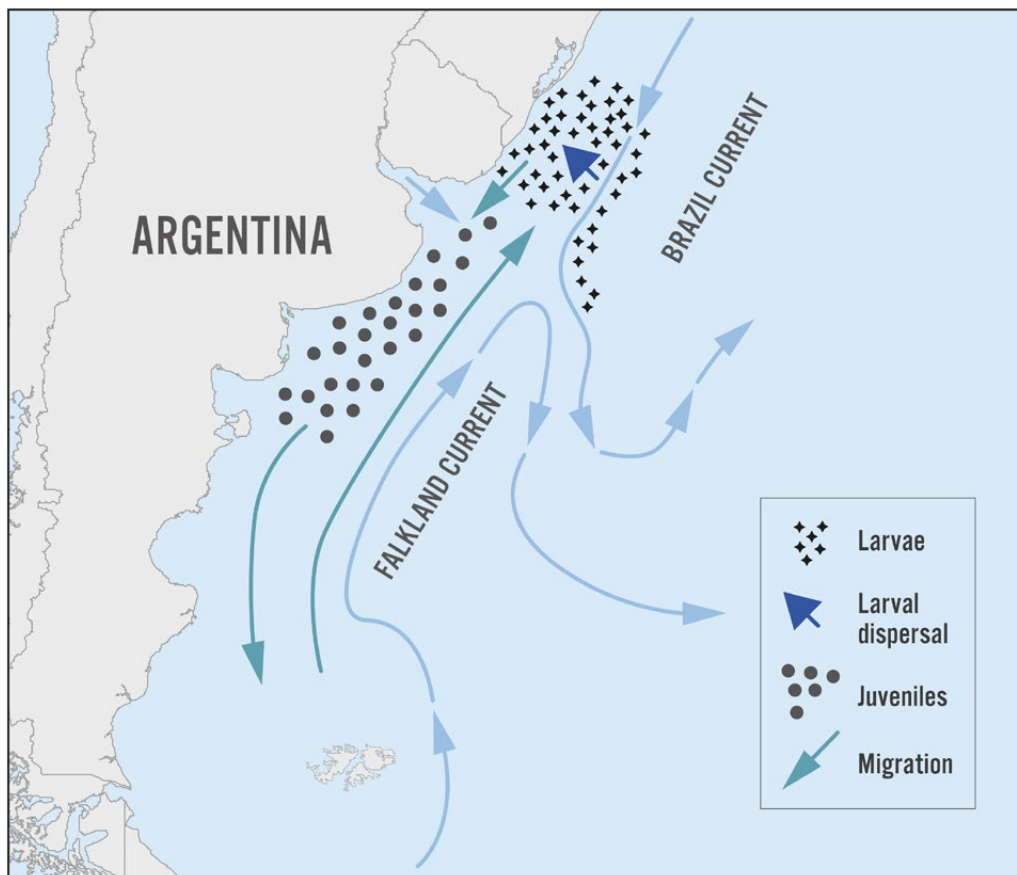 ARGENTINA
BRAZIL CURRENT
FALKLAND CURRENT
Larvae
Larval
dispersal
Juveniles
Migration